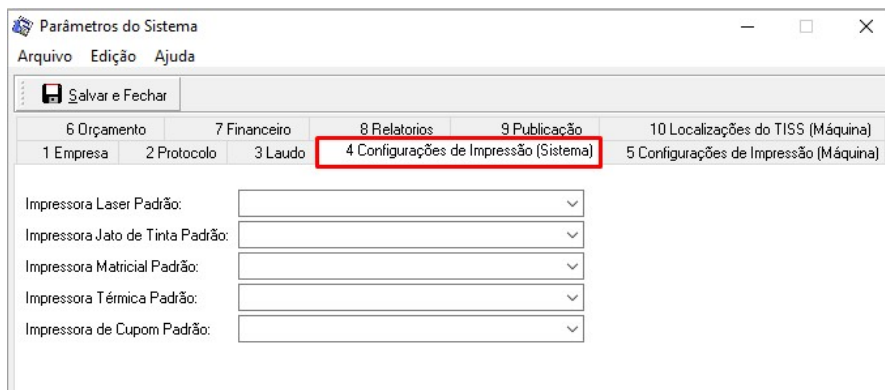 Parâmetros do Sistema
Arquivo Edição Ajuda
Salvar e Fechar
6 Orçamento 7 Financeiro 8 Relatorios 9 Publicação 10 Localizações do TISS (Máquina)
1 Empresa 2 Protocolo 3 Laudo 4 Configurações de Impressão (Sistema) 5 Configurações de Impressão (Máquina)
Impressora Laser Padrão:
Impressora Jato de Tinta Padrão:
Impressora Matricial Padrão:
Impressora Térmica Padrão:
Impressora de Cupom Padrão: